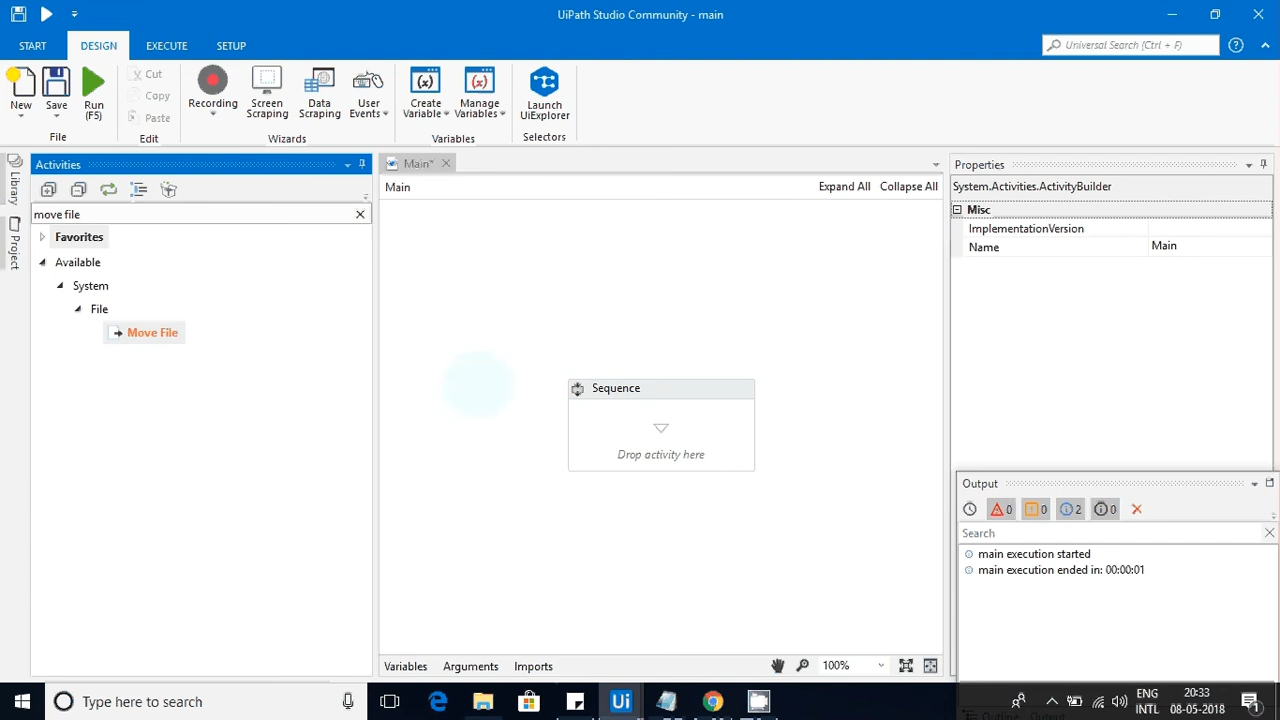 UiPath Studio Community - main
START DESIGN EXECUTE SETUP
Universal Search (Ctrl + F)
New Save Run (F5)
Cut
Copy
Paste
Recording Screen Scraping Data Scraping User Events
Create Variable Manage Variables
Launch UiExplorer
File Edit Wizards Variables Selectors
Library
Project
Activities
move file
Favorites
Available
System
File
Move File
Main*
Main
Expand All Collapse All
Sequence
Drop activity here
Variables Arguments Imports
100%
Properties
System.Activities.ActivityBuilder
Misc
ImplementationVersion
Name Main
Output
0 0 2 0
Search
main execution started
main execution ended in: 00:00:01
Type here to search
Ui
ENG
INTL
20:33
08-05-2018
1